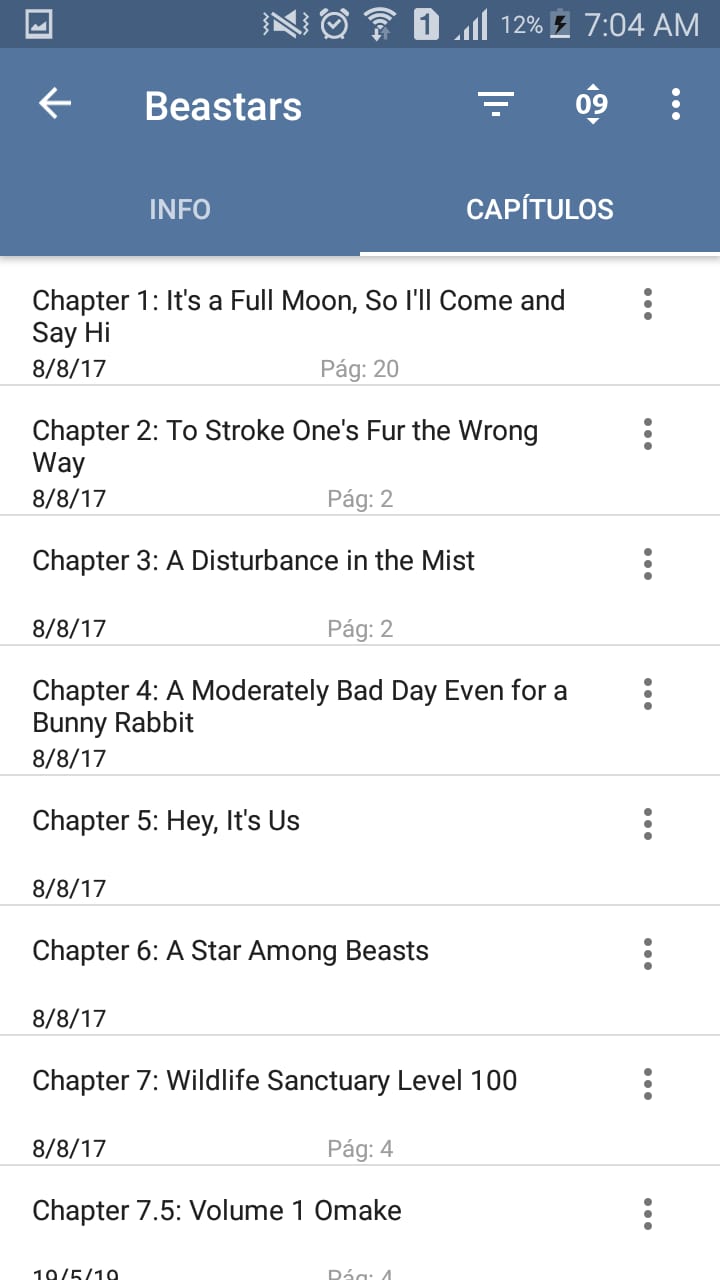 1 12% 7:04 AM
Beastars 09
INFO CAPÍTULOS
Chapter 1: It's a Full Moon, So I'll Come and
Say Hi
8/8/17 Pág: 20
Chapter 2: To Stroke One's Fur the Wrong
Way
8/8/17 Pág: 2
Chapter 3: A Disturbance in the Mist
8/8/17 Pág: 2
Chapter 4: A Moderately Bad Day Even for a
Bunny Rabbit
8/8/17
Chapter 5: Hey, It's Us
8/8/17
Chapter 6: A Star Among Beasts
8/8/17
Chapter 7: Wildlife Sanctuary Level 100
8/8/17 Pág: 4
Chapter 7.5: Volume 1 Omake
19/5/19 Pág: 4